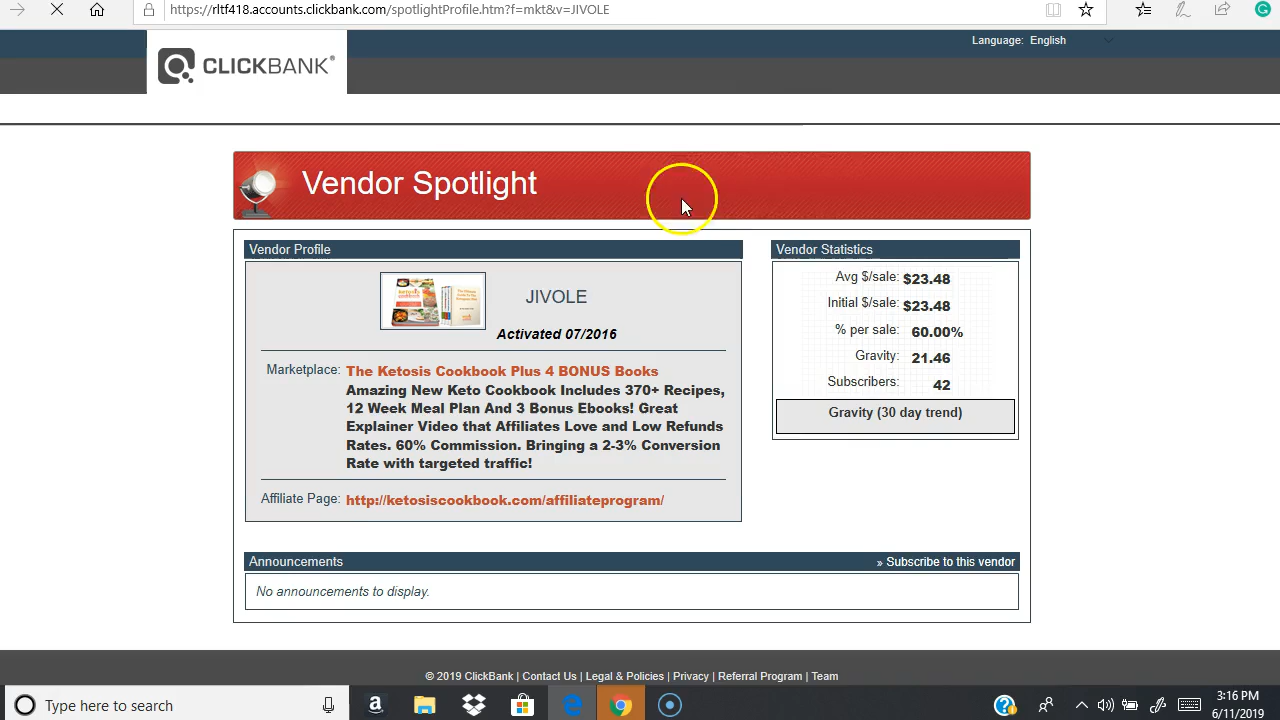 https://rltf418.accounts.clickbank.com/spotlightProfile.htm?f=mkt&v=JIVOLE
Language: English
CLICKBANK®
Vendor Spotlight
Vendor Profile
JIVOLE
Activated 07/2016
Marketplace: The Ketosis Cookbook Plus 4 BONUS Books
Amazing New Keto Cookbook Includes 370+ Recipes,
12 Week Meal Plan And 3 Bonus Ebooks! Great
Explainer Video that Affiliates Love and Low Refunds
Rates. 60% Commission. Bringing a 2-3% Conversion
Rate with targeted traffic!
Affiliate Page: http://ketosiscookbook.com/affiliateprogram/
Vendor Statistics
Avg $/sale: $23.48
Initial $/sale: $23.48
% per sale: 60.00%
Gravity: 21.46
Subscribers: 42
Gravity (30 day trend)
Announcements
» Subscribe to this vendor
No announcements to display.
© 2019 ClickBank | Contact Us | Legal & Policies | Privacy | Referral Program | Team
Type here to search
3:16 PM
6/11/2019